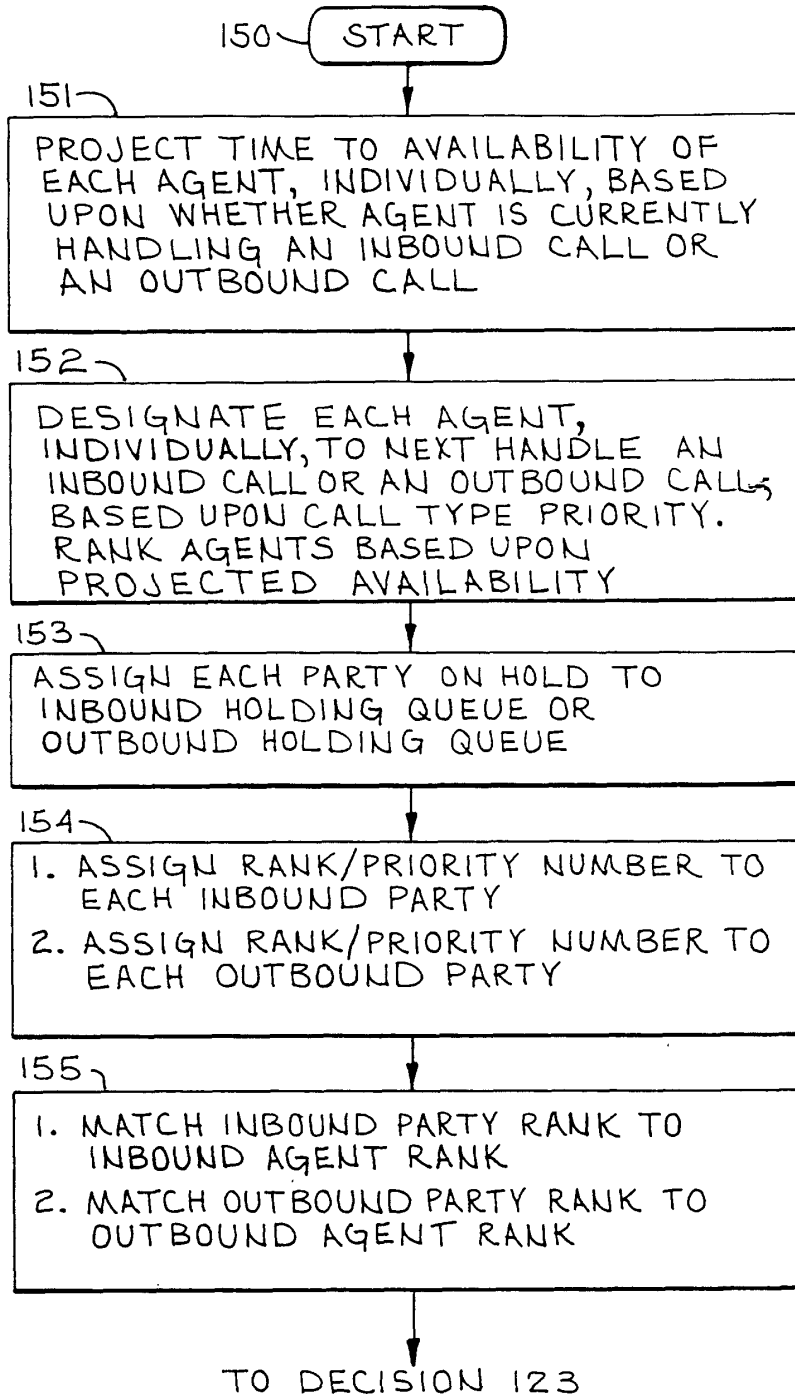 150 START
151
PROJECT TIME TO AVAILABILITY OF
EACH AGENT, INDIVIDUALLY, BASED
UPON WHETHER AGENT IS CURRENTLY
HANDLING AN INBOUND CALL OR
AN OUTBOUND CALL
152
DESIGNATE EACH AGENT,
INDIVIDUALLY, TO NEXT HANDLE AN
INBOUND CALL OR AN OUTBOUND CALL,
BASED UPON CALL TYPE PRIORITY.
RANK AGENTS BASED UPON
PROJECTED AVAILABILITY
153
ASSIGN EACH PARTY ON HOLD TO
INBOUND HOLDING QUEUE OR
OUTBOUND HOLDING QUEUE
154
1. ASSIGN RANK/PRIORITY NUMBER TO
EACH INBOUND PARTY
2. ASSIGN RANK/PRIORITY NUMBER TO
EACH OUTBOUND PARTY
155
1. MATCH INBOUND PARTY RANK TO
INBOUND AGENT RANK
2. MATCH OUTBOUND PARTY RANK TO
OUTBOUND AGENT RANK
TO DECISION 123